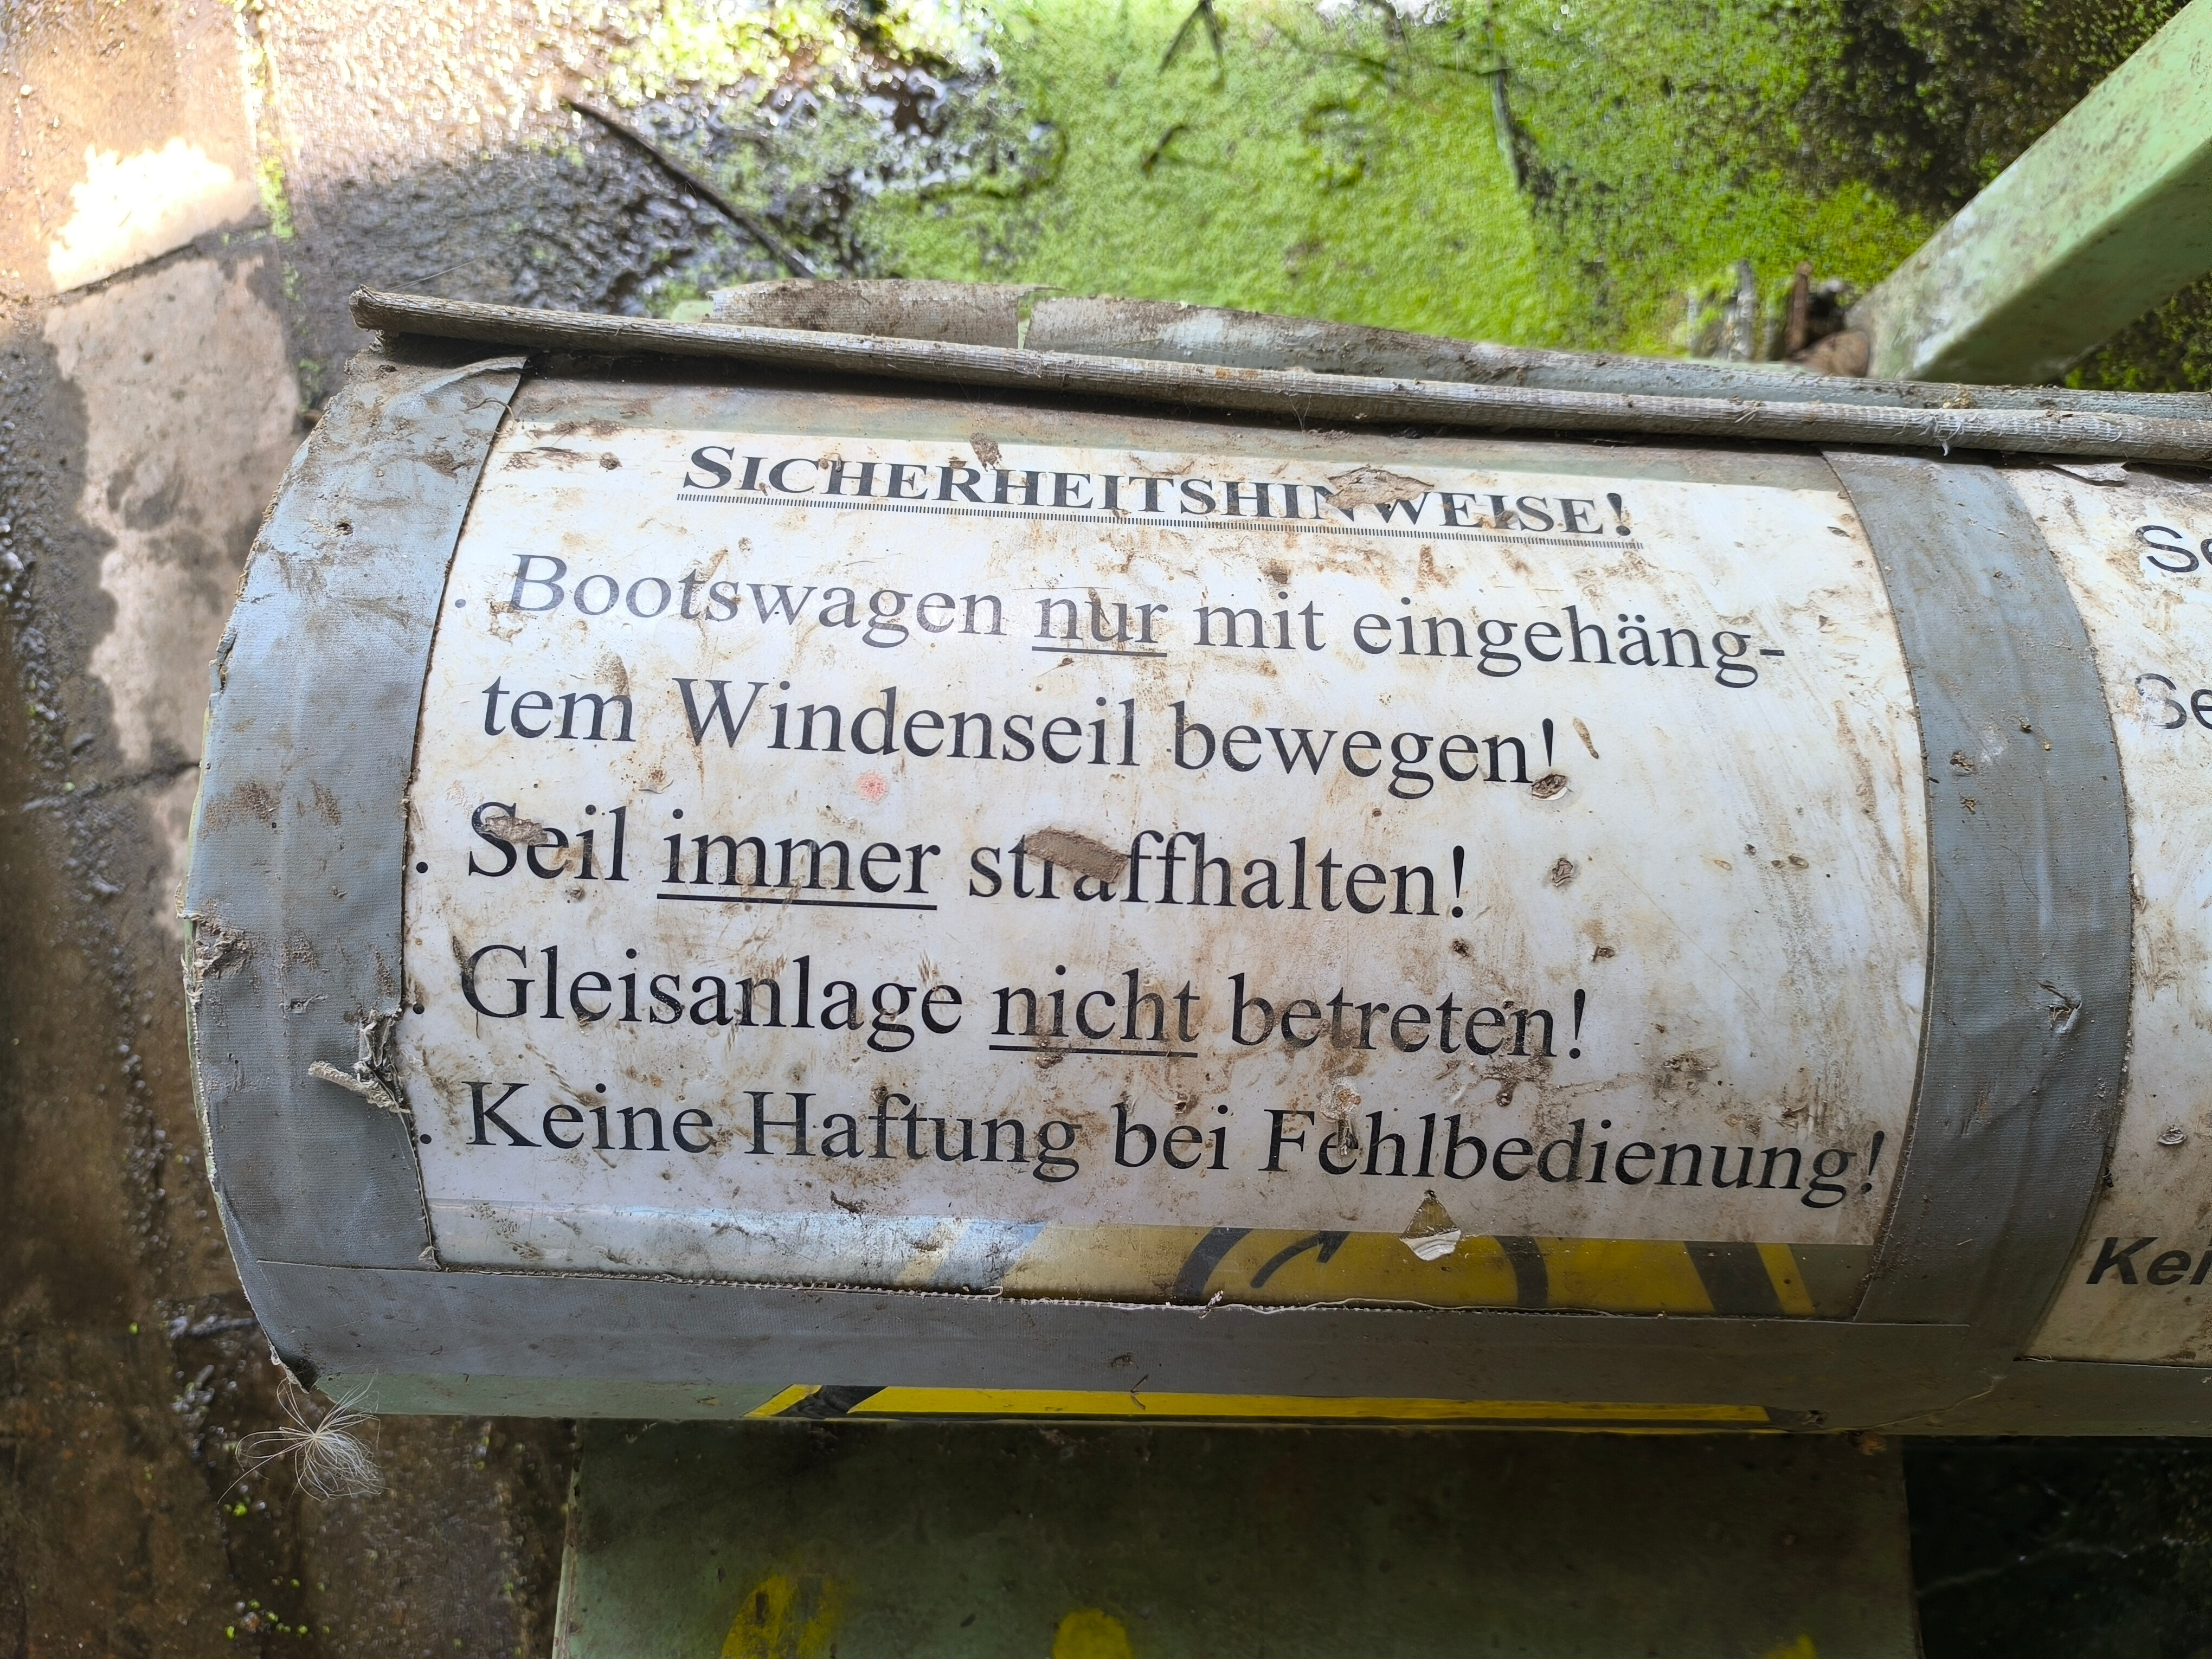 SICHERHEITSHINWEISE!
. Bootswagen nur mit eingehäng-
tem Windenseil bewegen!
. Seil immer straffhalten!
. Gleisanlage nicht betreten!
. Keine Haftung bei Fehlbedienung!